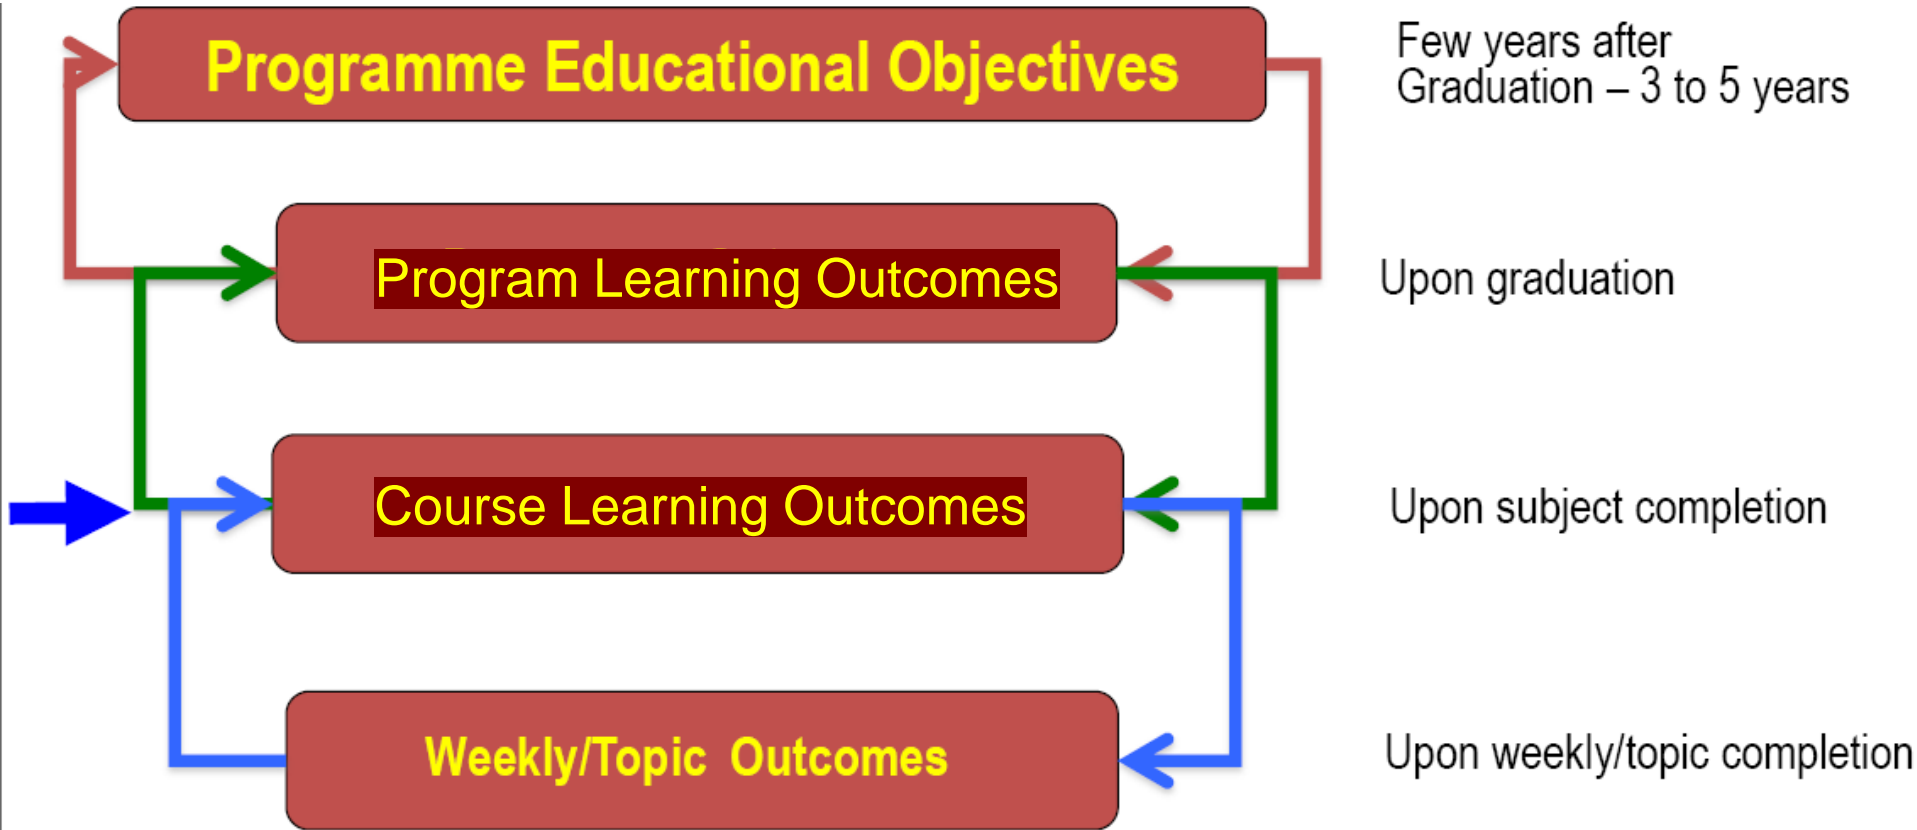 Programme Educational Objectives
Few years after
Graduation – 3 to 5 years
Program Learning Outcomes
Upon graduation
Course Learning Outcomes
Upon subject completion
Weekly/Topic Outcomes
Upon weekly/topic completion